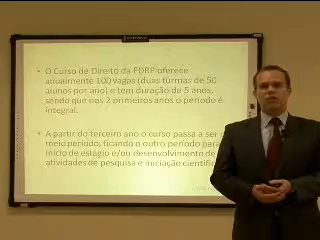 O Curso de Direito da FDRP oferece
anualmente 100 vagas (duas turmas de 50
alunos por ano) e tem duração de 5 anos,
sendo que nos 2 primeiros anos o período é
integral.
A partir do terceiro ano o curso passa a ser
meio período, ficando o outro período para
início de estágio e/ou desenvolvimento de
atividades de pesquisa e iniciação científic